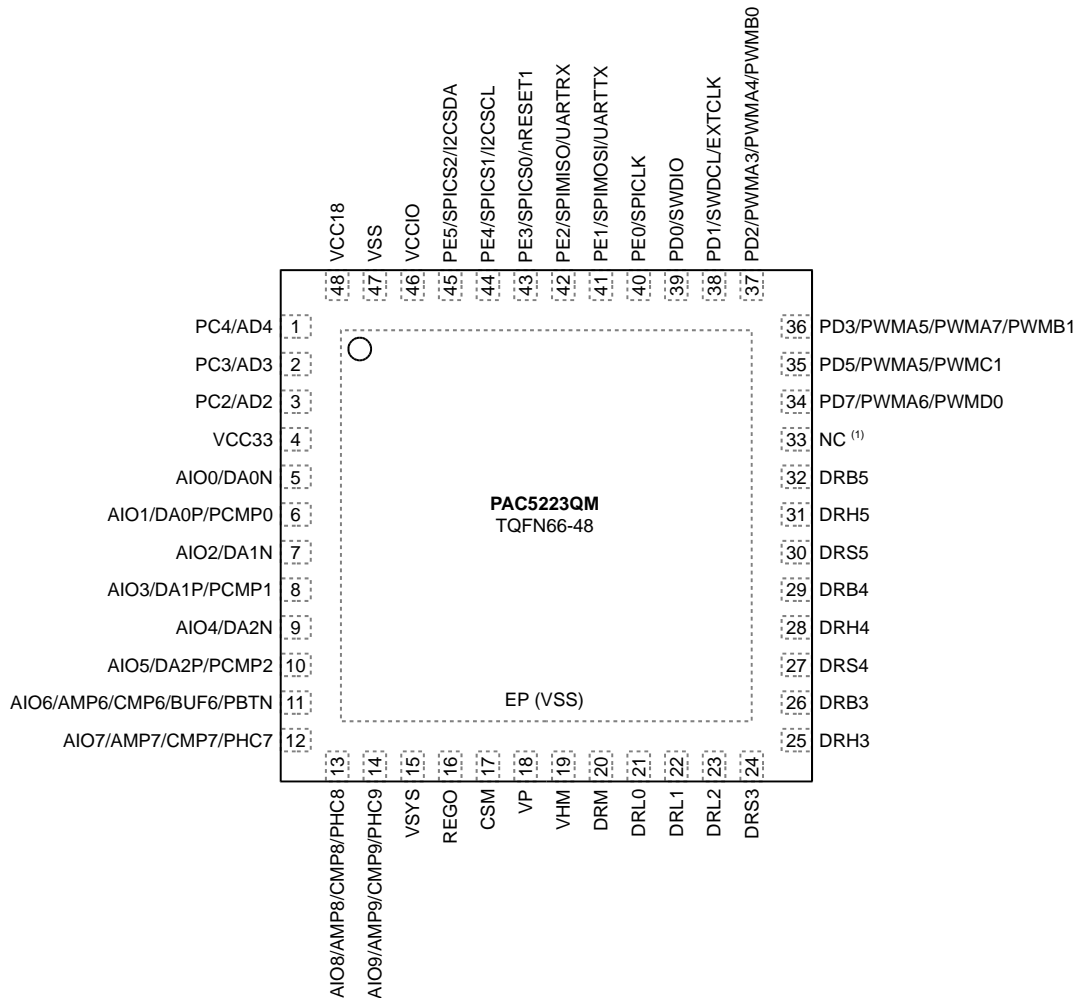 PD2/PWMA3/PWMA4/PWMB0
PD1/SWDCL/EXTCLK
PD0/SWDIO
PE0/SPICLK
PE1/SPIMOSI/UARTTX
PE2/SPIMISO/UARTRX
PE3/SPICS0/nRESET1
PE4/SPICS1/I2CSCL
PE5/SPICS2/I2CSDA
VCCIO
VSS
VCC18
48 47 46 45 44 43 42 41 40 39 38 37
PC4/AD4 1
PC3/AD3 2
PC2/AD2 3
VCC33 4
AIO0/DA0N 5
AIO1/DA0P/PCMP0 6
AIO2/DA1N 7
AIO3/DA1P/PCMP1 8
AIO4/DA2N 9
AIO5/DA2P/PCMP2 10
AIO6/AMP6/CMP6/BUF6/PBTN 11
AIO7/AMP7/CMP7/PHC7 12
PAC5223QM
TQFN66-48
EP (VSS)
36 PD3/PWMA5/PWMA7/PWMB1
35 PD5/PWMA5/PWMC1
34 PD7/PWMA6/PWMD0
33 NC (1)
32 DRB5
31 DRH5
30 DRS5
29 DRB4
28 DRH4
27 DRS4
26 DRB3
25 DRH3
13 14 15 16 17 18 19 20 21 22 23 24
AIO8/AMP8/CMP8/PHC8
AIO9/AMP9/CMP9/PHC9
VSYS
REGO
CSM
VP
VHM
DRM
DRL0
DRL1
DRL2
DRS3